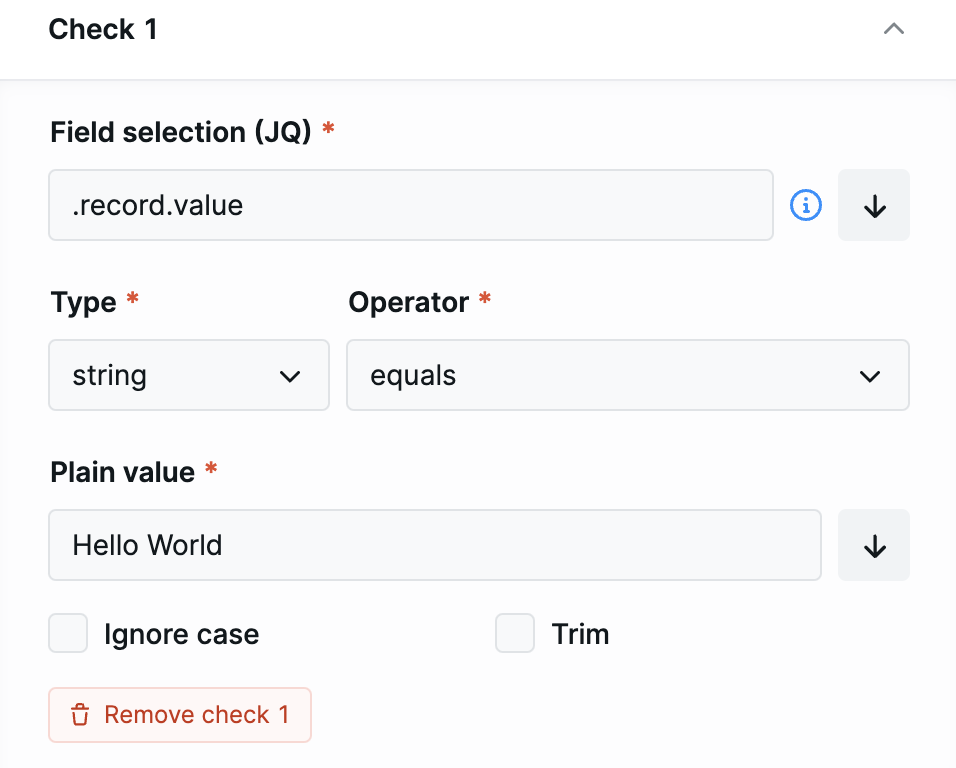 Check 1
Field selection (JQ) *
.record.value
Type * Operator *
string equals
Plain value *
Hello World
Ignore case Trim
Remove check 1